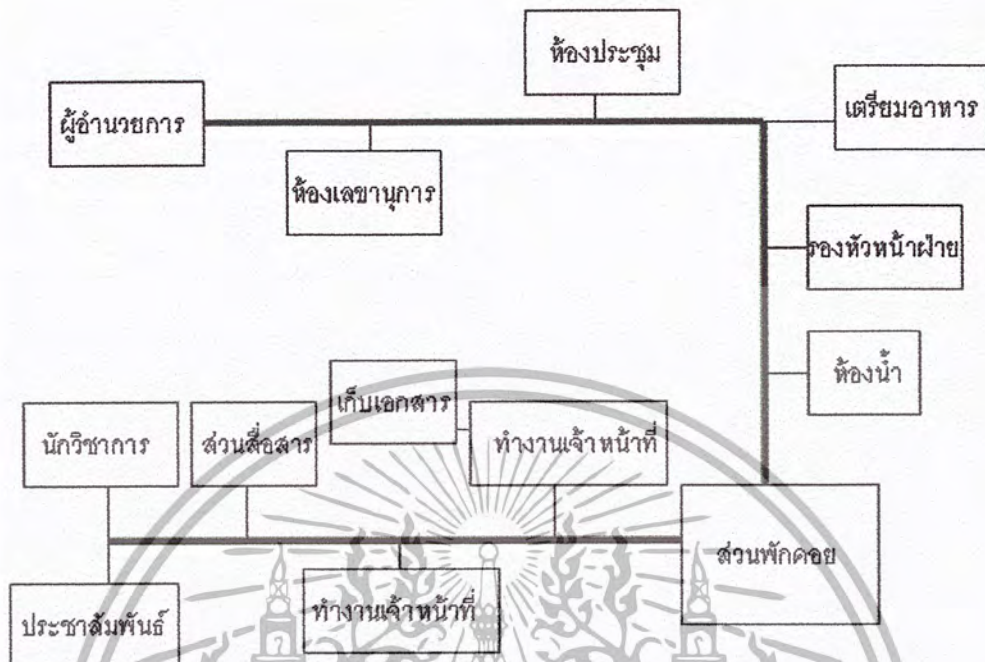 ห้องประชุม
ผู้อำนวยการ
เตรียมอาหาร
ห้องเลขานุการ
รองหัวหน้าฝ่าย
ห้องน้ำ
เก็บเอกสาร
นักวิชาการ
ส่วนสื่อสาร
ทำงานเจ้าหน้าที่
ส่วนพักคอย
ประชาสัมพันธ์
ทำงานเจ้าหน้าที่